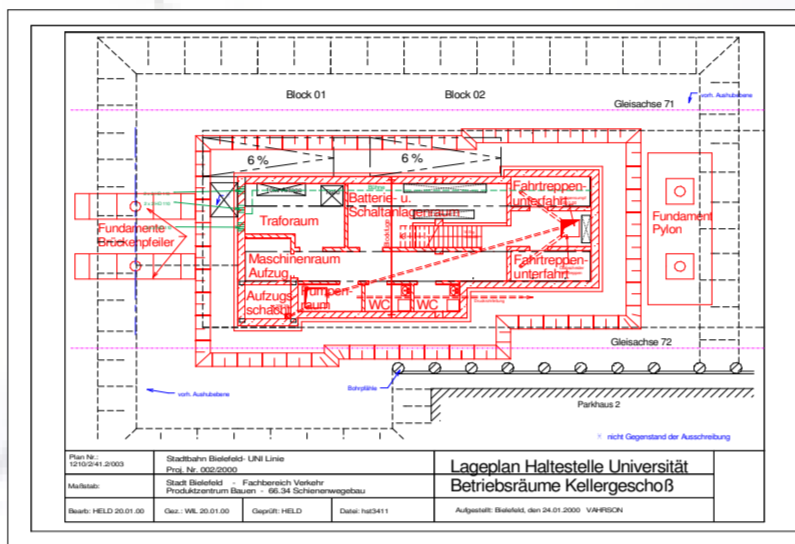 Block 01
Block 02
Gleisachse 71
vorh. Aushubebene
6 %
6 %
Traforaum
Batterie- u.
Schaltanlagenraum
Fahrtreppen-
unterfahrt
Fundamente
Brückenpfeiler
Fundament
Pylon
Maschinenraum
Aufzug
Fahrtreppen-
unterfahrt
Aufzugs
schacht
Pumpen-
raum
WC
WC
Gleisachse 72
vorh. Aushubebene
Bohrpfähle
Parkhaus 2
* nicht Gegenstand der Ausschreibung
Plan Nr.:
1210/2/41.2/003
Stadtbahn Bielefeld- UNI Linie
Proj. Nr. 002/2000
Lageplan Haltestelle Universität
Maßstab:
Stadt Bielefeld - Fachbereich Verkehr
Produktzentrum Bauen - 66.34 Schienenwegebau
Betriebsräume Kellergeschoß
Bearb: HELD 20.01.00
Gez.: WIL 20.01.00
Geprüft: HELD
Datei: hst3411
Aufgestellt: Bielefeld, den 24.01.2000 VAHRSON